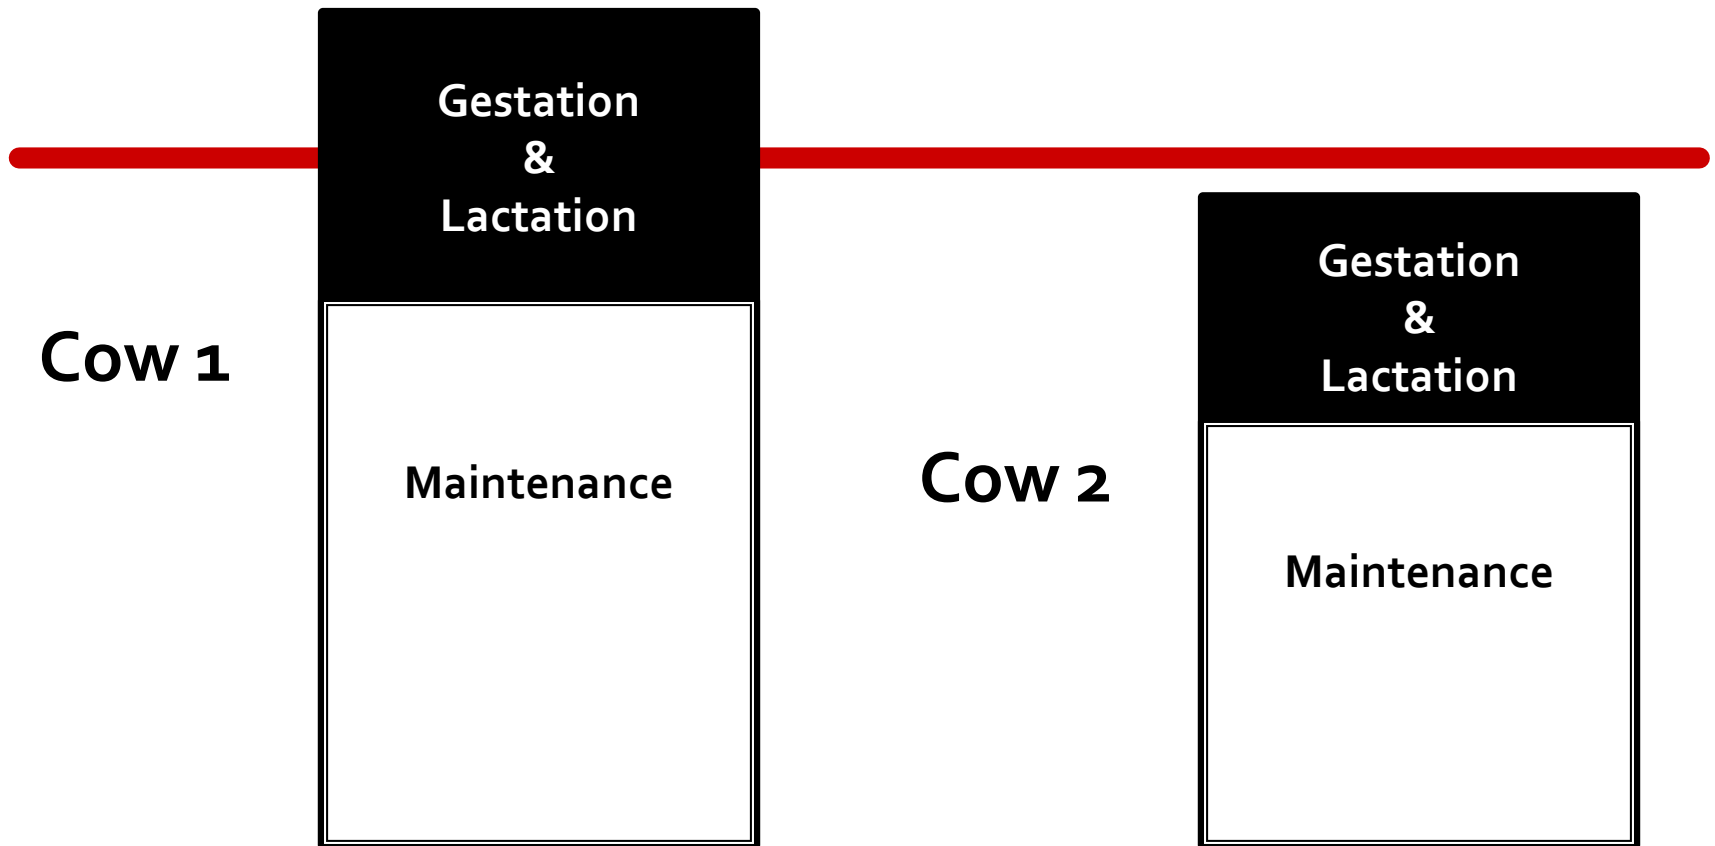 Gestation
&
Lactation
Cow 1
Maintenance
Gestation
&
Lactation
Cow 2
Maintenance